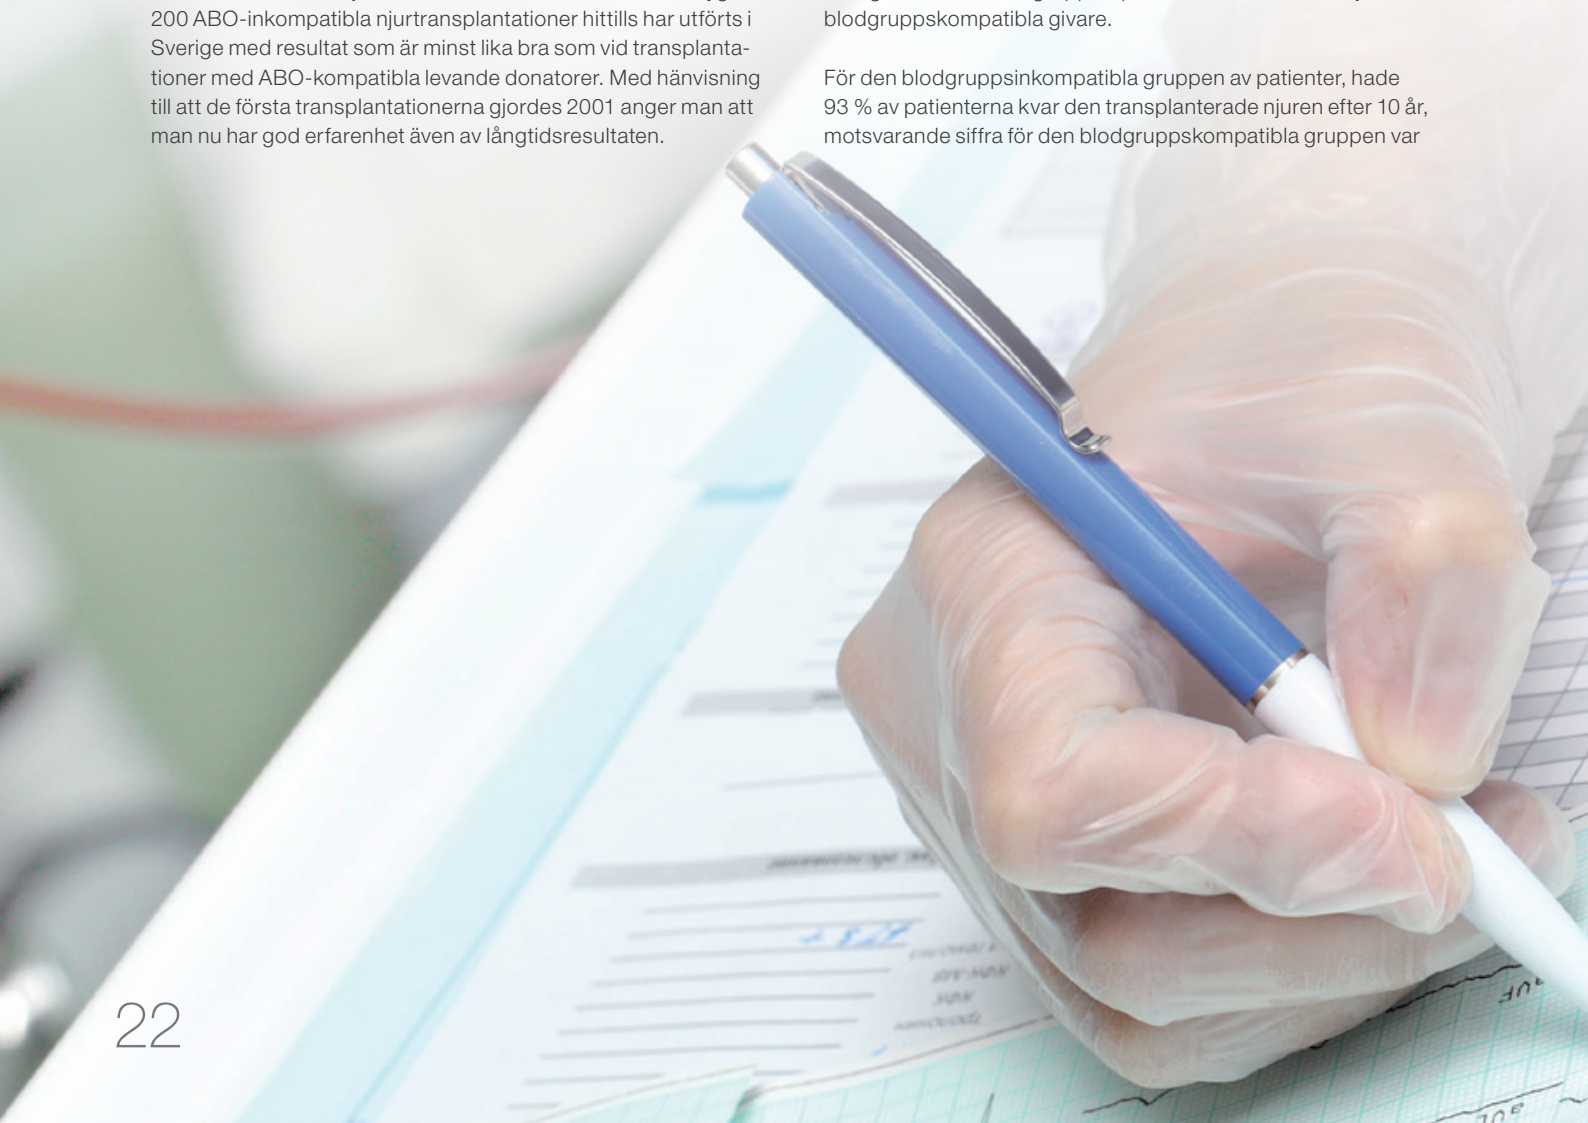 200 ABO-inkompatibla njurtransplantationer hittills har utförts i
Sverige med resultat som är minst lika bra som vid transplanta-
tioner med ABO-kompatibla levande donatorer. Med hänvisning
till att de första transplantationerna gjordes 2001 anger man att
man nu har god erfarenhet även av långtidsresultaten.
blodgruppskompatibla givare.
För den blodgruppsinkompatibla gruppen av patienter, hade
93 % av patienterna kvar den transplanterade njuren efter 10 år,
motsvarande siffra för den blodgruppskompatibla gruppen var
22